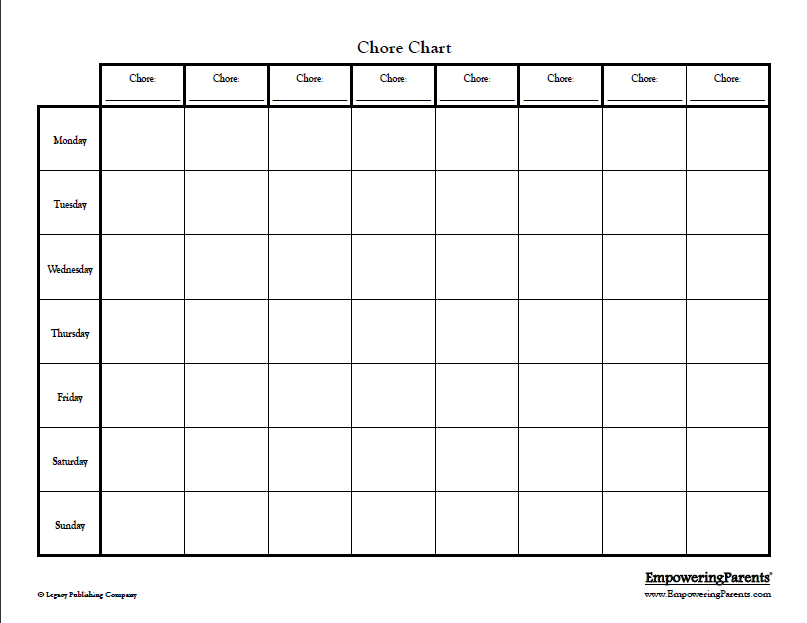 Chore Chart
Chore: Chore: Chore: Chore: Chore: Chore: Chore: Chore:
Monday
Tuesday
Wednesday
Thursday
Friday
Saturday
Sunday
EmpoweringParents®
© Legacy Publishing Company www.EmpoweringParents.com